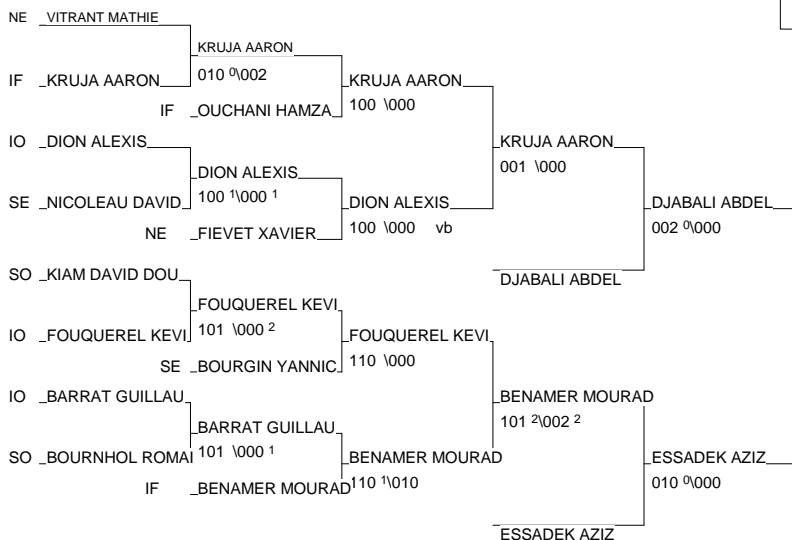 NE VITRANT MATHIE
KRUJA AARON
010 ⁰\002
IF KRUJA AARON
KRUJA AARON
100 \000
IF OUCHANI HAMZA
IO DION ALEXIS
KRUJA AARON
001 \000
DION ALEXIS
100 ¹\000 ¹
SE NICOLEAU DAVID
DION ALEXIS
100 \000 vb
DJABALI ABDEL
002 ⁰\000
NE FIEVET XAVIER
SO KIAM DAVID DOU
DJABALI ABDEL
FOUQUEREL KEVI
101 \000 ²
IO FOUQUEREL KEVI
FOUQUEREL KEVI
110 \000
SE BOURGIN YANNIC
IO BARRAT GUILLAU
BENAMER MOURAD
101 ²\002 ²
BARRAT GUILLAU
101 \000 ¹
SO BOURNHOL ROMAI
BENAMER MOURAD
110 ¹\010
ESSADEK AZIZ
010 ⁰\000
IF BENAMER MOURAD
ESSADEK AZIZ